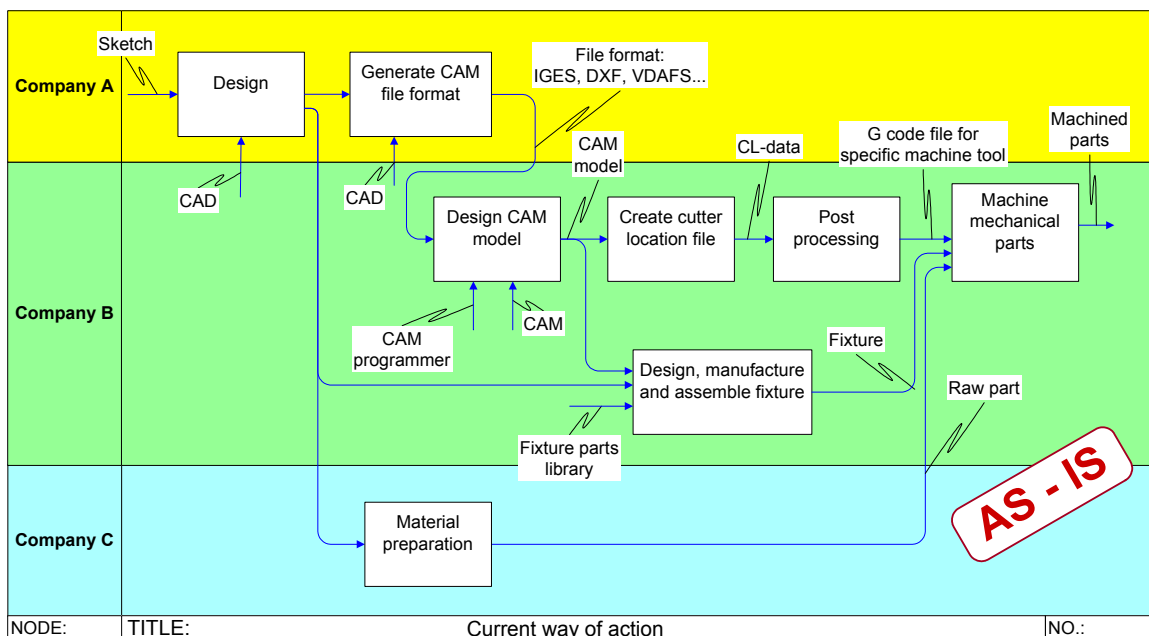 Sketch
File format:
IGES, DXF, VDAFS...
Company A
Design
Generate CAM
file format
Machined
parts
CAM
model
CL-data
G code file for
specific machine tool
CAD
CAD
Company B
Design CAM
model
Create cutter
location file
Post
processing
Machine
mechanical
parts
CAM
programmer
CAM
Design, manufacture
and assemble fixture
Fixture
Raw part
Fixture parts
library
AS - IS
Company C
Material
preparation
NODE:
TITLE:
Current way of action
NO.: